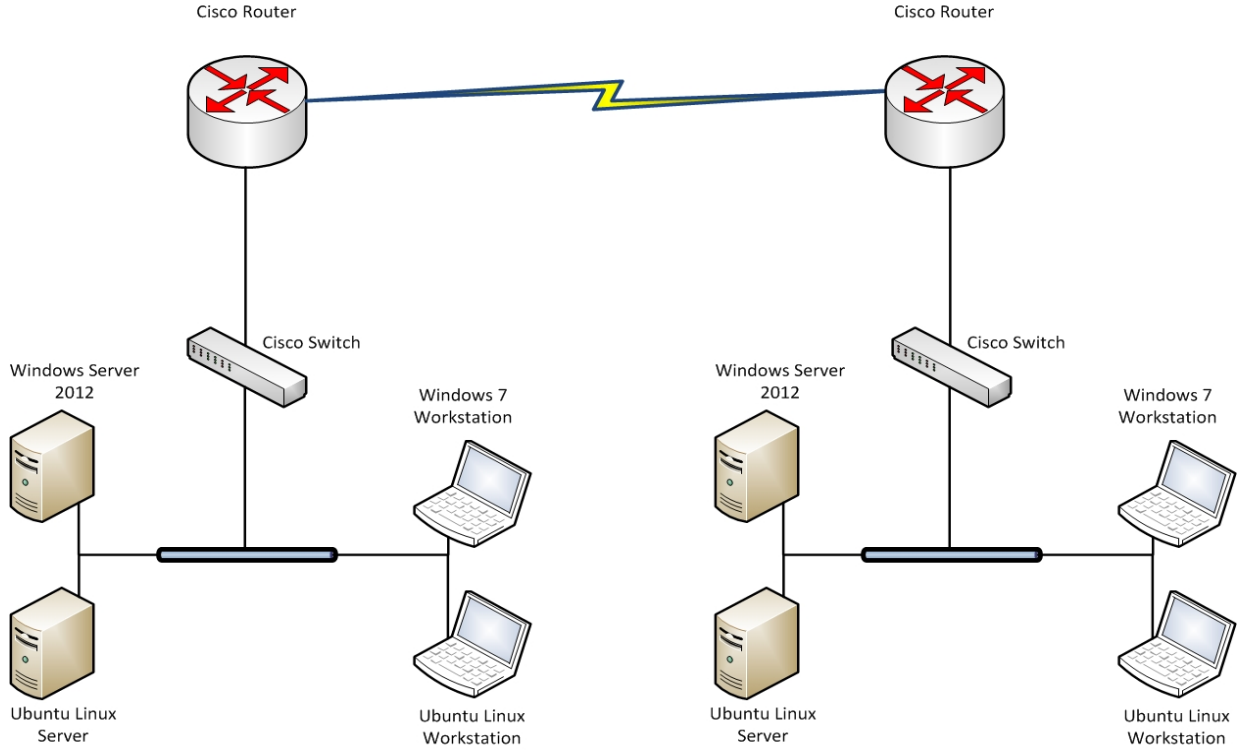 Cisco Router
Cisco Router
Cisco Switch
Cisco Switch
Windows Server
2012
Windows 7
Workstation
Windows Server
2012
Windows 7
Workstation
Ubuntu Linux
Server
Ubuntu Linux
Workstation
Ubuntu Linux
Server
Ubuntu Linux
Workstation